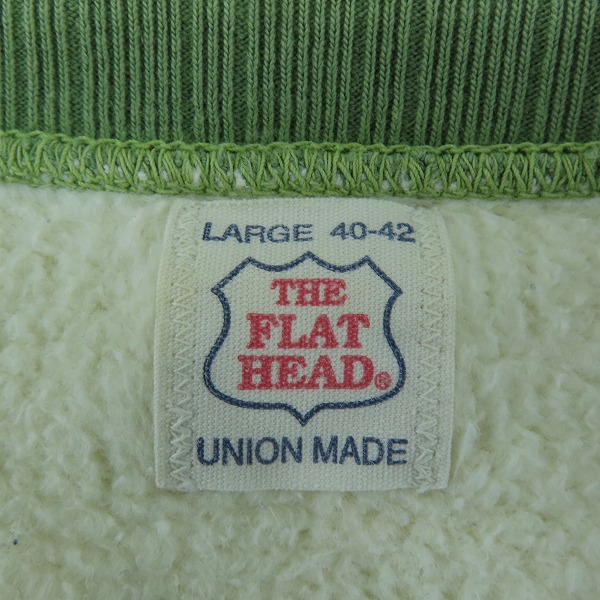 LARGE 40-42
THE
FLAT
HEAD®
UNION MADE